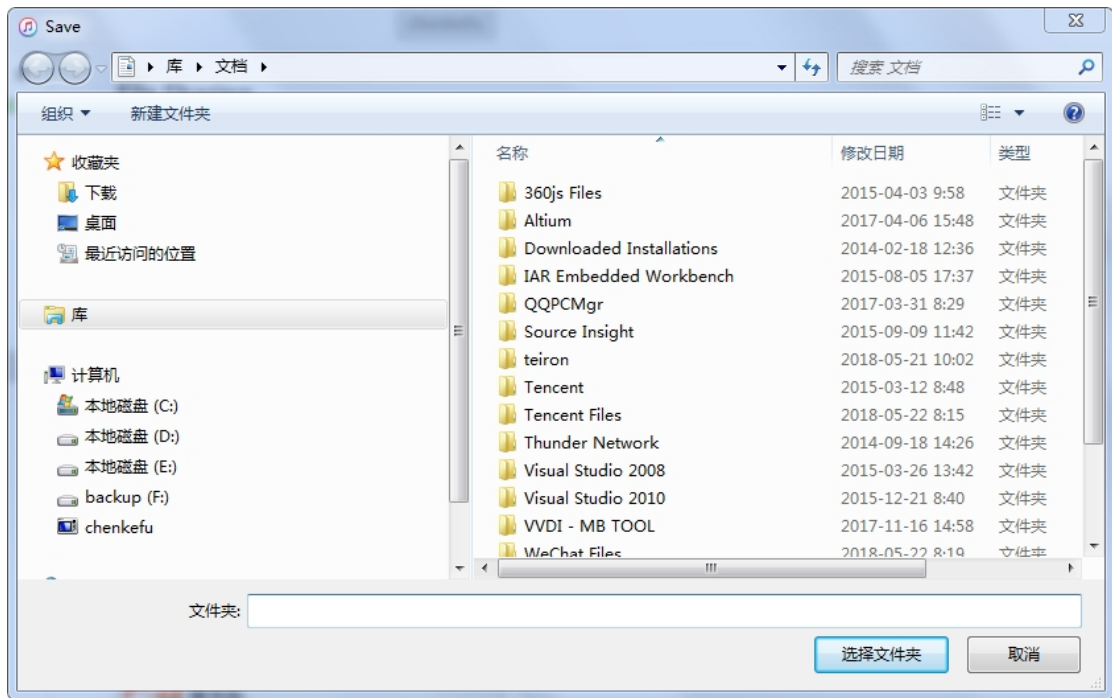 Save
库 文档
搜索 文档
组织 新建文件夹
收藏夹
下载
桌面
最近访问的位置
库
计算机
本地磁盘 (C:)
本地磁盘 (D:)
本地磁盘 (E:)
backup (F:)
chenkefu
名称 修改日期 类型
360js Files 2015-04-03 9:58 文件夹
Altium 2017-04-06 15:48 文件夹
Downloaded Installations 2014-02-18 12:36 文件夹
IAR Embedded Workbench 2015-08-05 17:37 文件夹
QQPCMgr 2017-03-31 8:29 文件夹
Source Insight 2015-09-09 11:42 文件夹
teiron 2018-05-21 10:02 文件夹
Tencent 2015-03-12 8:48 文件夹
Tencent Files 2018-05-22 8:15 文件夹
Thunder Network 2014-09-18 14:26 文件夹
Visual Studio 2008 2015-03-26 13:42 文件夹
Visual Studio 2010 2015-12-21 8:40 文件夹
VVDI - MB TOOL 2017-11-16 14:58 文件夹
WeChat Files 2018-05-22 8:19 文件夹
文件夹:
选择文件夹 取消